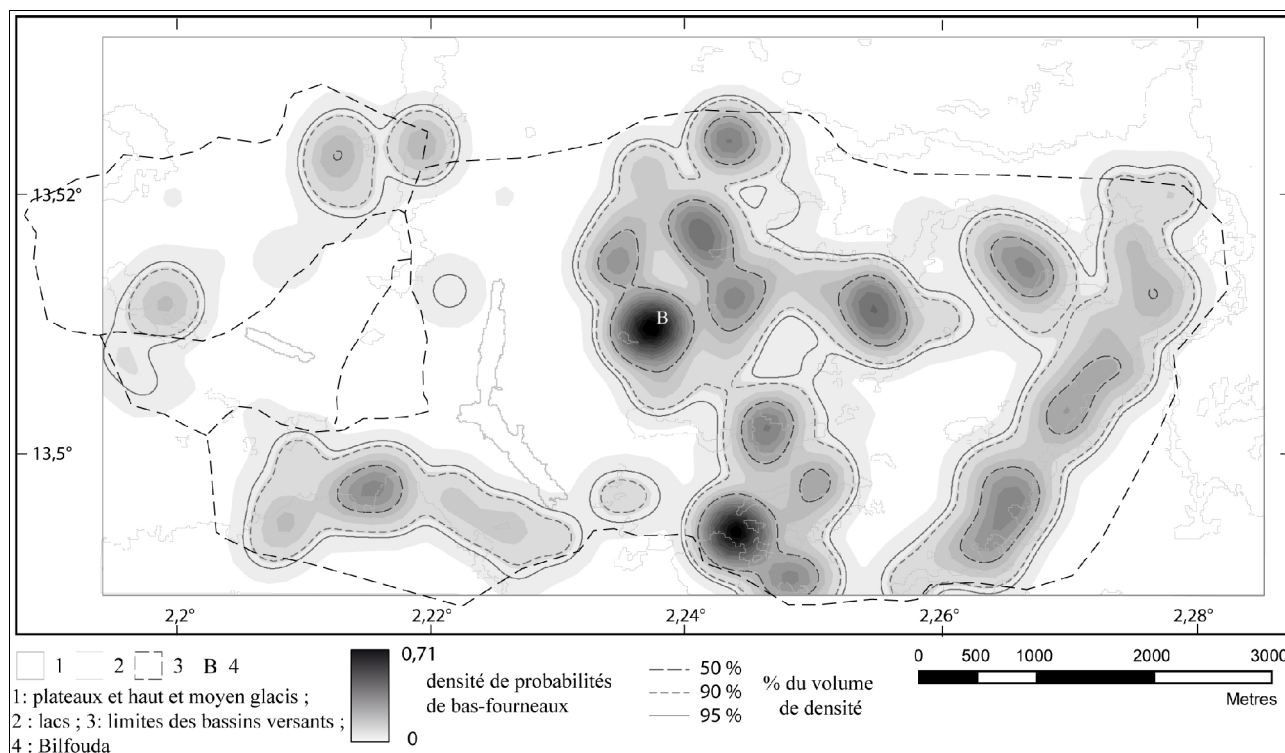 13,52°
B
13,5°
2,2° 2,22° 2,24° 2,26° 2,28°
1 2 3 B 4
1: plateaux et haut et moyen glacis ;
2 : lacs ; 3: limites des bassins versants ;
4 : Bilfouda
0,71
0
densité de probabilités
de bas-fourneaux
50 %
90 %
95 %
% du volume
de densité
0 500 1000 2000 3000
Metres